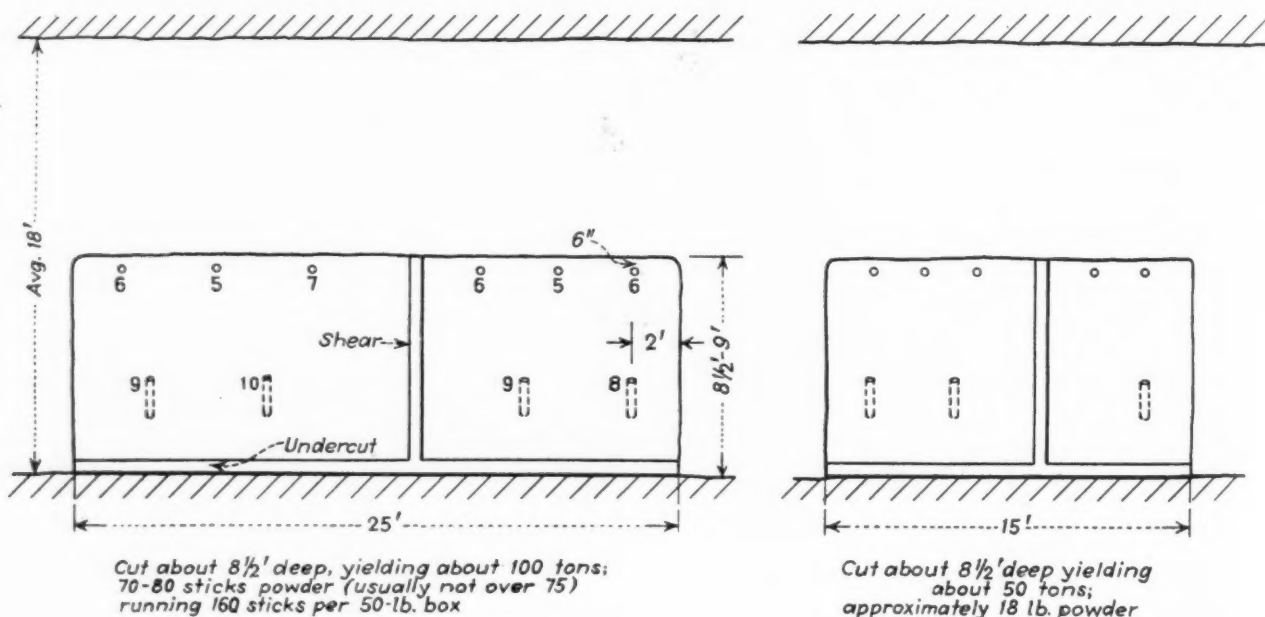 Avg. 18'
6"
6 5 7 6 5 6
Shear
2'
8½'-9'
9 10 9 8
Undercut
25'
15'
Cut about 8½' deep, yielding about 100 tons;
70-80 sticks powder (usually not over 75)
running 160 sticks per 50-lb. box
Cut about 8½' deep yielding
about 50 tons;
approximately 18 lb. powder